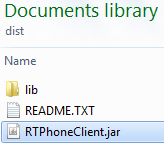 Documents library
dist
Name
lib
README.TXT
RTPhoneClient.jar